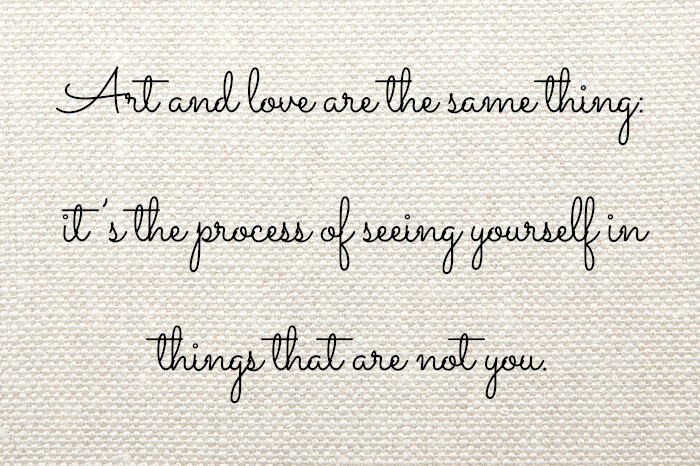 Art and love are the same thing:
it's the process of seeing yourself in
things that are not you.